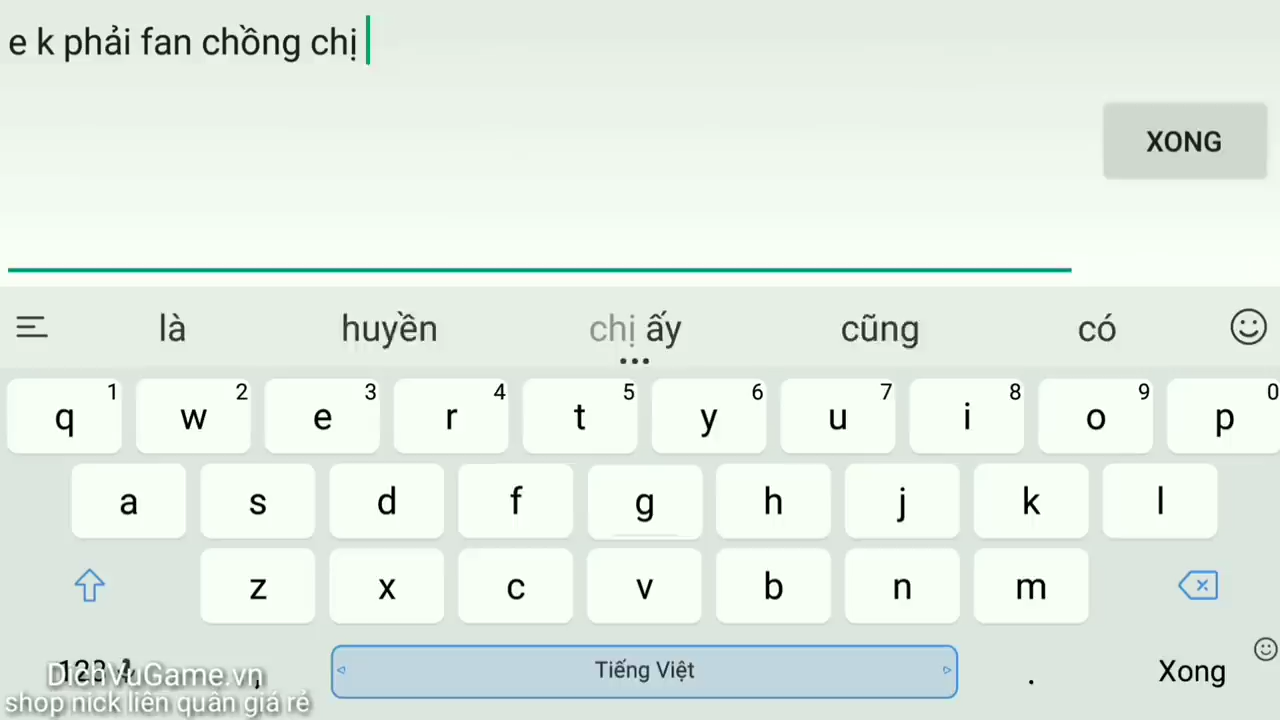 e k phải fan chồng chị
XONG
là huyền chị ấy cũng có
1 2 3 4 5 6 7 8 9 0
q w e r t y u i o p
a s d f g h j k l
z x c v b n m
123 , Tiếng Việt . Xong
DichVuGame.vn
shop nick liên quân giá rẻ